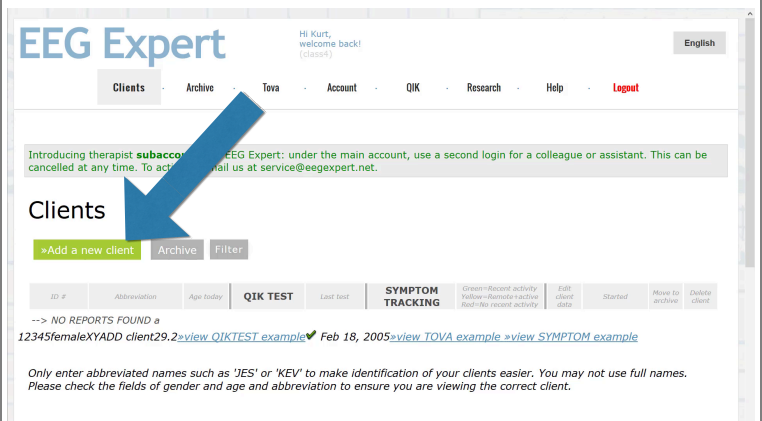 EEG Expert
Hi Kurt,
welcome back!
(class4)
English
Clients · Archive · Tova · Account · QIK · Research · Help · Logout
Introducing therapist EEG Expert: under the main account, use a second login for a colleague or assistant. This can be
cancelled at any time. To us at service@eegexpert.net.
Clients
»Add a new client Archive Filter
ID # Abbreviation Age today QIK TEST Last test SYMPTOM TRACKING Green=Recent activity Yellow=Remote+active Red=No recent activity Edit client data Started Move to archive Delete client
--> NO REPORTS FOUND a
12345femaleXYADD client29.2»view QIKTEST example✔ Feb 18, 2005»view TOVA example »view SYMPTOM example
Only enter abbreviated names such as 'JES' or 'KEV' to make identification of your clients easier. You may not use full names.
Please check the fields of gender and age and abbreviation to ensure you are viewing the correct client.